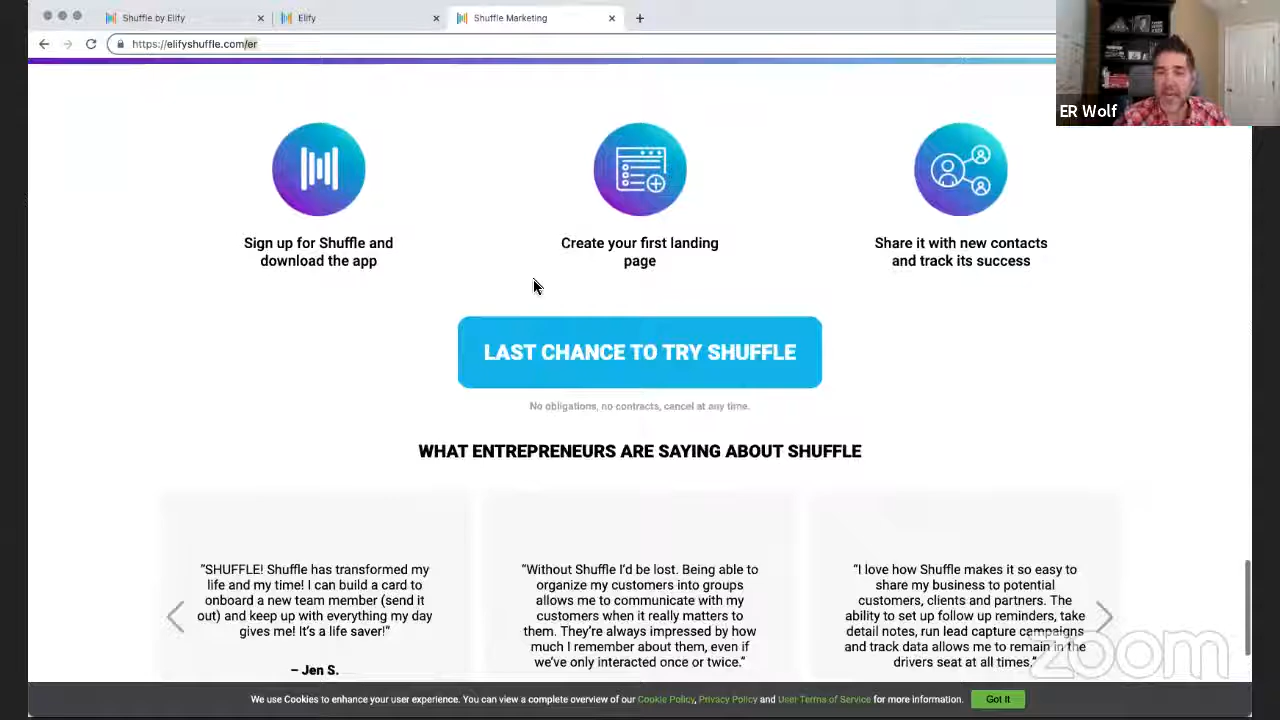 Shuffle by Elify
Elify
Shuffle Marketing
https://elifyshuffle.com/er
ER Wolf
Sign up for Shuffle and
download the app
Create your first landing
page
Share it with new contacts
and track its success
LAST CHANCE TO TRY SHUFFLE
No obligations, no contracts, cancel at any time.
WHAT ENTREPRENEURS ARE SAYING ABOUT SHUFFLE
"SHUFFLE! Shuffle has transformed my
life and my time! I can build a card to
onboard a new team member (send it
out) and keep up with everything my day
gives me! It's a life saver!"
– Jen S.
"Without Shuffle I'd be lost. Being able to
organize my customers into groups
allows me to communicate with my
customers when it really matters to
them. They're always impressed by how
much I remember about them, even if
we've only interacted once or twice."
"I love how Shuffle makes it so easy to
share my business to potential
customers, clients and partners. The
ability to set up follow up reminders, take
detail notes, run lead capture campaigns
and track data allows me to remain in the
drivers seat at all times."
zoom
We use Cookies to enhance your user experience. You can view a complete overview of our Cookie Policy, Privacy Policy and User Terms of Service for more information.
Got It